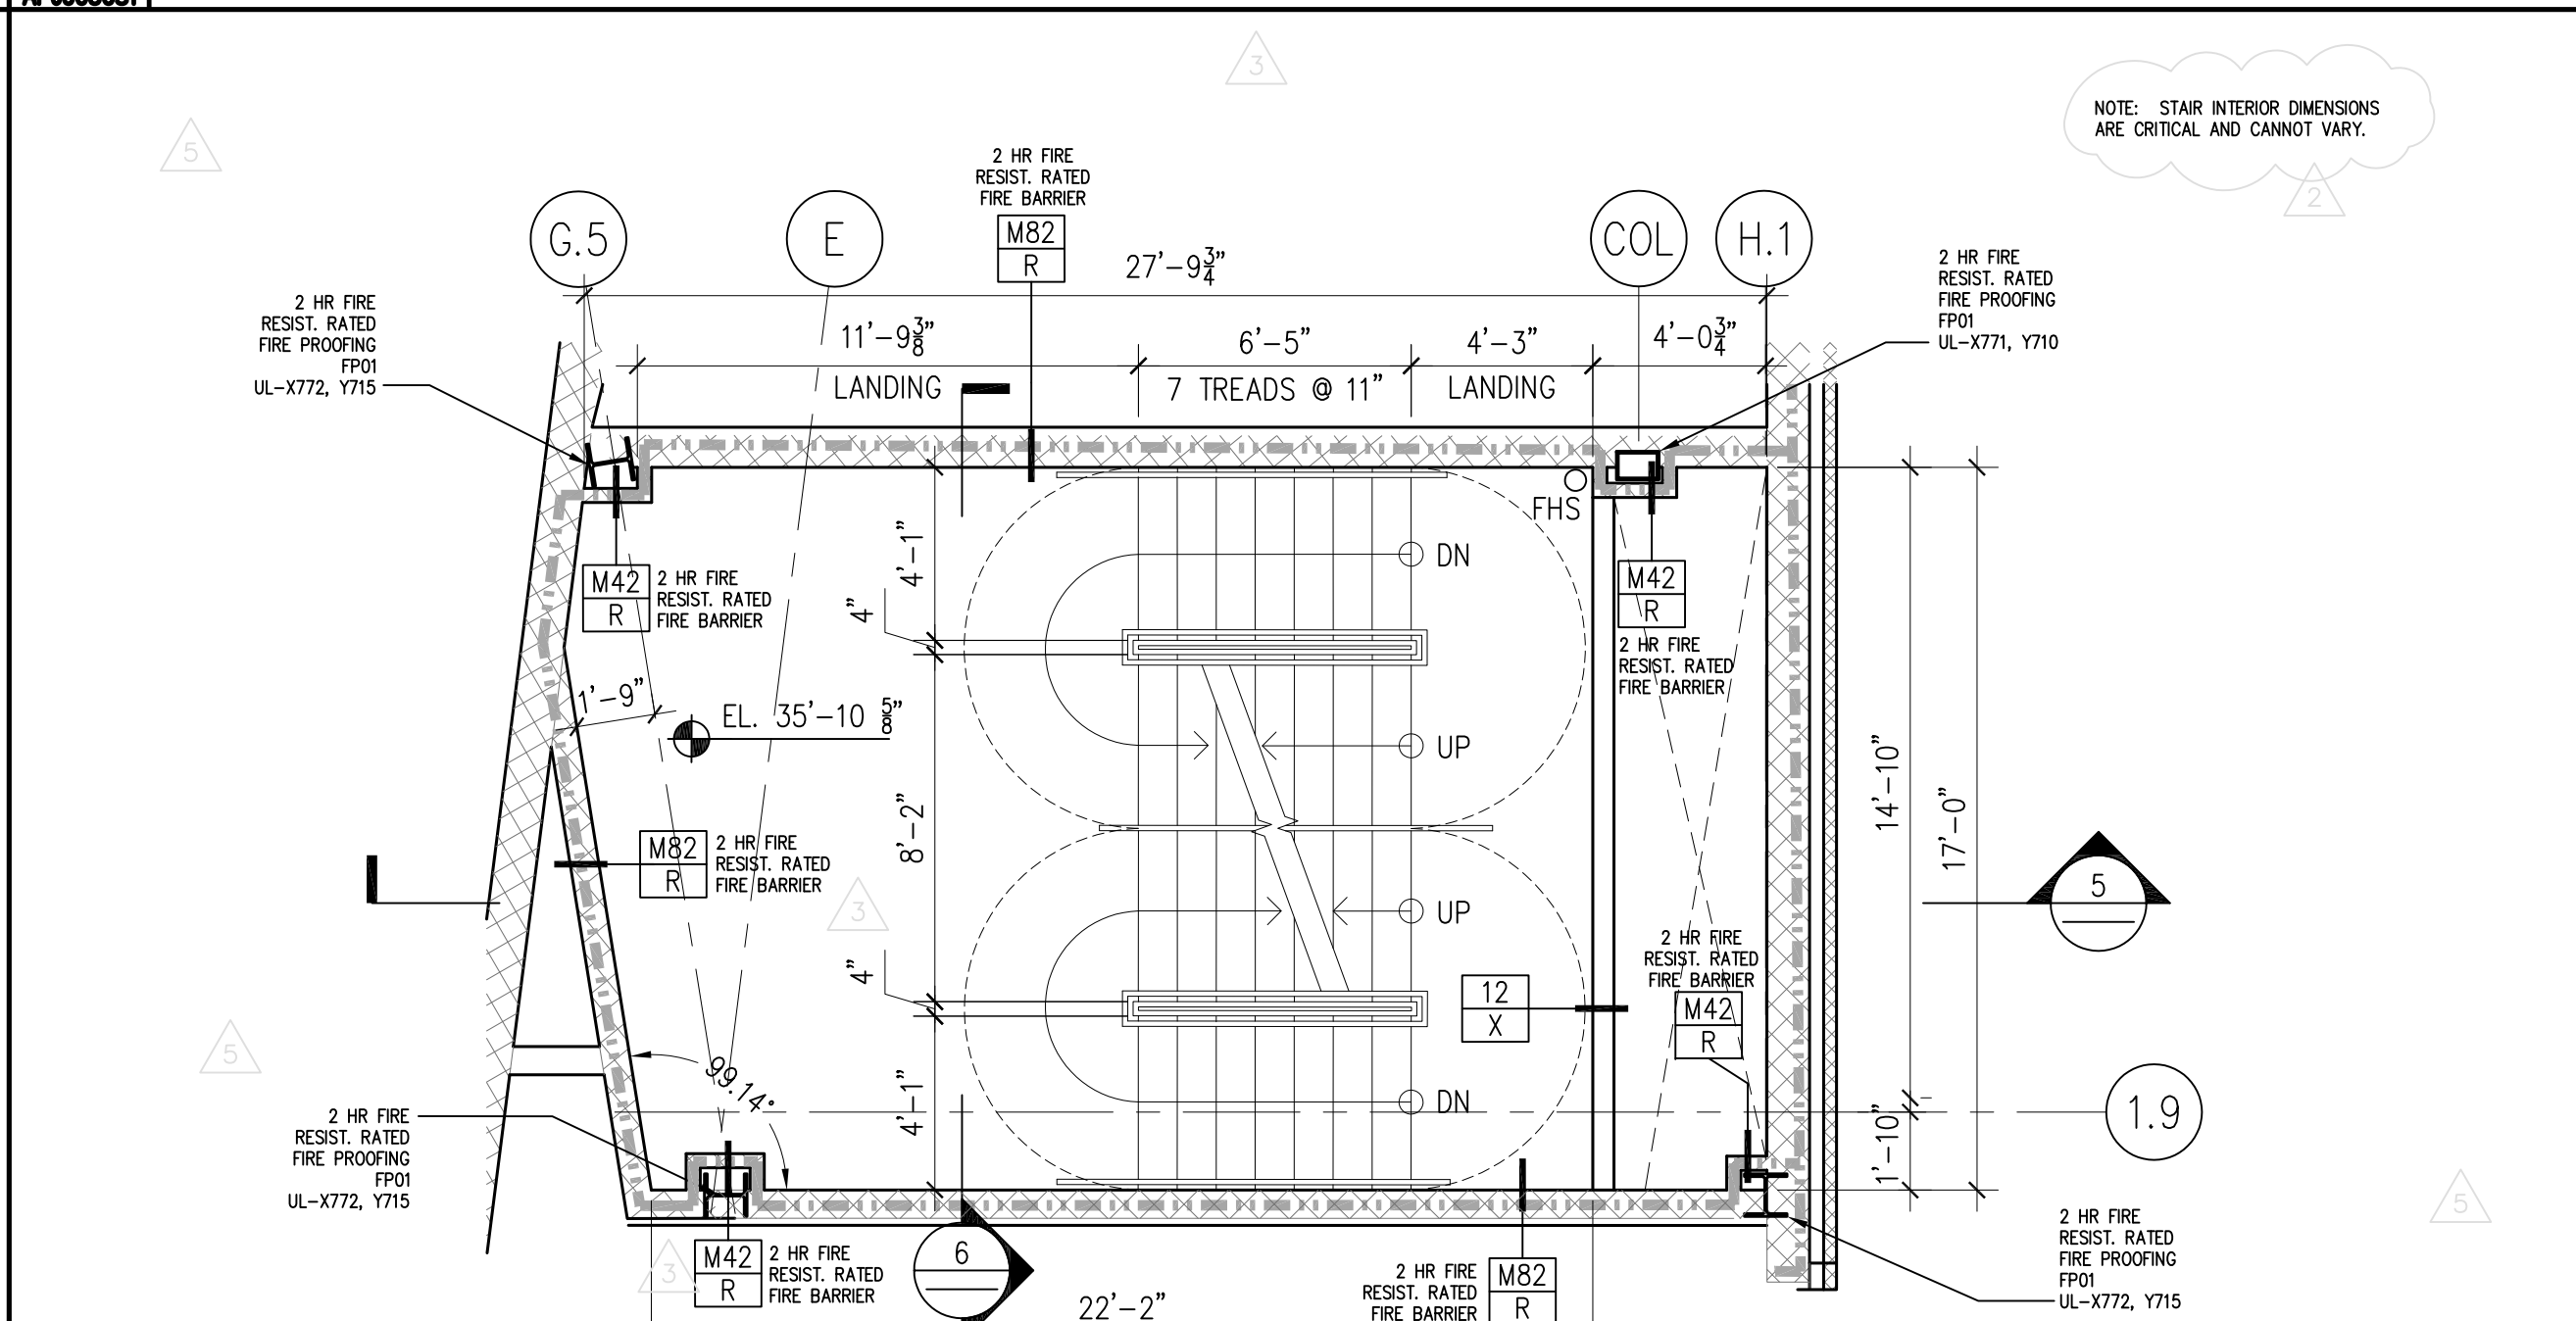 3
5
NOTE: STAIR INTERIOR DIMENSIONS
ARE CRITICAL AND CANNOT VARY.
2
2 HR FIRE
RESIST. RATED
FIRE BARRIER
M82
R
G.5
E
COL
H.1
27'-9¾"
2 HR FIRE
RESIST. RATED
FIRE PROOFING
FP01
UL-X771, Y710
2 HR FIRE
RESIST. RATED
FIRE PROOFING
FP01
UL-X772, Y715
11'-9⅜"
6'-5"
4'-3"
4'-0¾"
LANDING
7 TREADS @ 11"
LANDING
FHS
4'-1"
DN
M42
R
2 HR FIRE
RESIST. RATED
FIRE BARRIER
4"
M42
R
2 HR FIRE
RESIST. RATED
FIRE BARRIER
1'-9"
EL. 35'-10 ⅝"
UP
14'-10"
17'-0"
8'-2"
M82
R
2 HR FIRE
RESIST. RATED
FIRE BARRIER
3
UP
5
4"
2 HR FIRE
RESIST. RATED
FIRE BARRIER
M42
R
12
X
5
99.14°
4'-1"
DN
1'-10"
1.9
2 HR FIRE
RESIST. RATED
FIRE PROOFING
FP01
UL-X772, Y715
5
2 HR FIRE
RESIST. RATED
FIRE PROOFING
FP01
UL-X772, Y715
3
M42
R
2 HR FIRE
RESIST. RATED
FIRE BARRIER
6
22'-2"
2 HR FIRE
RESIST. RATED
FIRE BARRIER
M82
R